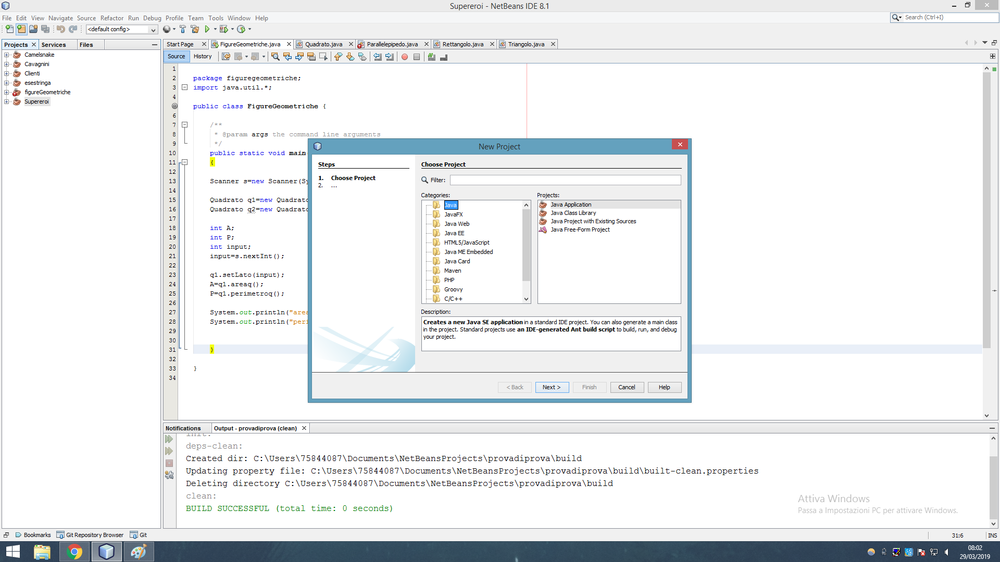 Supereroi - NetBeans IDE 8.1
File Edit View Navigate Source Refactor Run Debug Profile Team Tools Window Help
Search (Ctrl+I)
<default config>
Projects Services Files
Camelsnake
Cavagnini
Clienti
esestringa
figureGeometriche
Supereroi
Start Page FigureGeometriche.java Quadrato.java Parallelepipedo.java Rettangolo.java Triangolo.java
Source History
1
2 package figuregeometriche;
3 import java.util.*;
4
public class FigureGeometriche {
6
7 /**
8 * @param args the command line arguments
9 */
10 public static void main
11 {
12
13 Scanner s=new Scanner(Sy
14
15 Quadrato q1=new Quadrato
16 Quadrato q2=new Quadrato
17
18 int A;
19 int P;
20 int input;
21 input=s.nextInt();
22
23 q1.setLato(input);
24 A=q1.areaq();
25 P=q1.perimetroq();
26
27 System.out.println("area
28 System.out.println("peri
29
30
31 }
32
33 }
34
New Project
Steps
1. Choose Project
2. ...
Choose Project
Filter:
Categories:
Java
JavaFX
Java Web
Java EE
HTML5/JavaScript
Java ME Embedded
Java Card
Maven
PHP
Groovy
C/C++
Projects:
Java Application
Java Class Library
Java Project with Existing Sources
Java Free-Form Project
Description:
Creates a new Java SE application in a standard IDE project. You can also generate a main class
in the project. Standard projects use an IDE-generated Ant build script to build, run, and debug
your project.
< Back Next > Finish Cancel Help
Notifications Output - provadiprova (clean)
init:
deps-clean:
Created dir: C:\Users\75844087\Documents\NetBeansProjects\provadiprova\build
Updating property file: C:\Users\75844087\Documents\NetBeansProjects\provadiprova\build\built-clean.properties
Deleting directory C:\Users\75844087\Documents\NetBeansProjects\provadiprova\build
clean:
BUILD SUCCESSFUL (total time: 0 seconds)
Attiva Windows
Passa a Impostazioni PC per attivare Windows.
Bookmarks Git Repository Browser Git
31:6 INS
08:02
29/03/2019